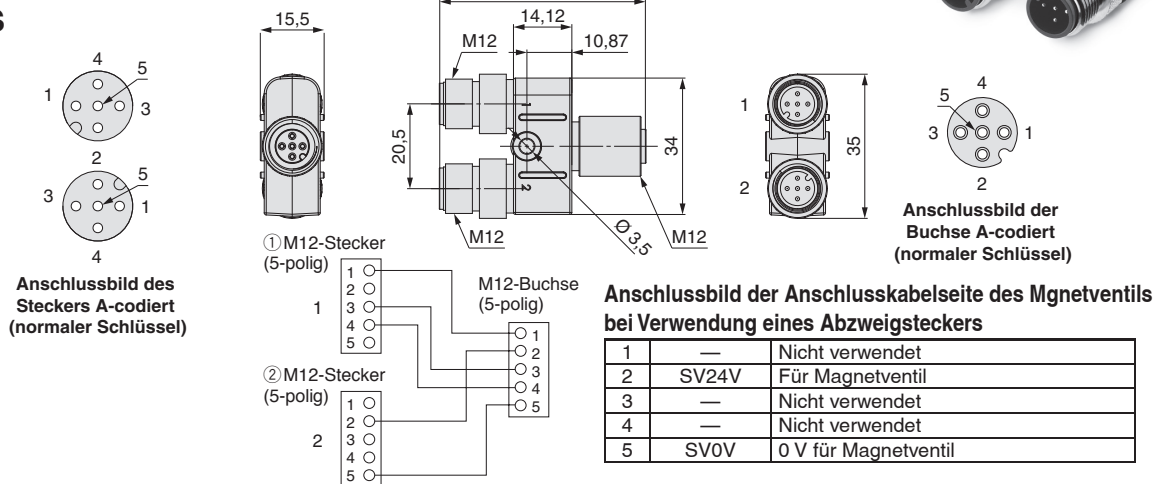 s
4
5
1
3
2
5
3
1
4
Anschlussbild des
Steckers A-codiert
(normaler Schlüssel)
15,5
14,12
10,87
M12
1
20,5
34
2
M12
Ø 3,5
M12
1
35
2
4
5
3
1
2
Anschlussbild der
Buchse A-codiert
(normaler Schlüssel)
①M12-Stecker
(5-polig)
1
1
2
3
4
5
②M12-Stecker
(5-polig)
2
1
2
3
4
5
M12-Buchse
(5-polig)
1
2
3
4
5
Anschlussbild der Anschlusskabelseite des Mgnetventils
bei Verwendung eines Abzweigsteckers
1 — Nicht verwendet
2 SV24V Für Magnetventil
3 — Nicht verwendet
4 — Nicht verwendet
5 SV0V 0 V für Magnetventil